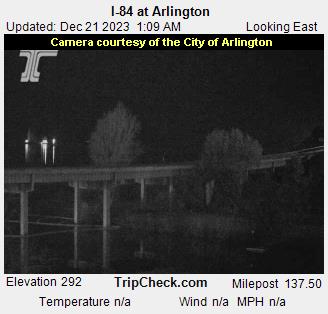 I-84 at Arlington
Updated: Dec 21 2023 1:09 AM Looking East
Camera courtesy of the City of Arlington
Elevation 292 TripCheck.com Milepost 137.50
Temperature n/a Wind n/a MPH n/a